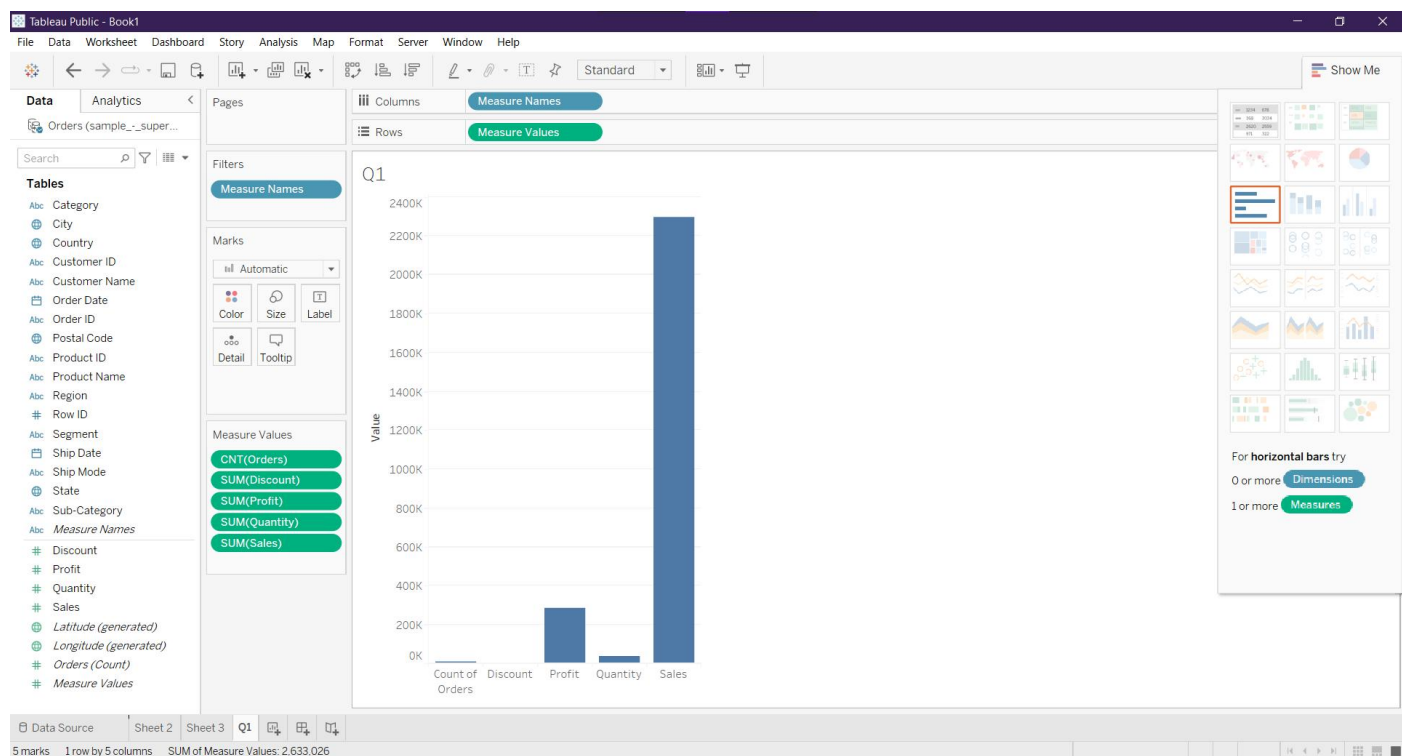 Tableau Public - Book1
File Data Worksheet Dashboard Story Analysis Map Format Server Window Help
Standard
Show Me
Data Analytics
Orders (sample_-_super...
Search
Tables
Abc Category
City
Country
Abc Customer ID
Abc Customer Name
Order Date
Abc Order ID
Postal Code
Abc Product ID
Abc Product Name
Abc Region
# Row ID
Abc Segment
Ship Date
Abc Ship Mode
State
Abc Sub-Category
Abc Measure Names
# Discount
# Profit
# Quantity
# Sales
Latitude (generated)
Longitude (generated)
# Orders (Count)
# Measure Values
Pages
Filters
Measure Names
Marks
Automatic
Color Size Label
Detail Tooltip
Measure Values
CNT(Orders)
SUM(Discount)
SUM(Profit)
SUM(Quantity)
SUM(Sales)
Columns Measure Names
Rows Measure Values
Q1
2400K
2200K
2000K
1800K
1600K
1400K
1200K
1000K
800K
600K
400K
200K
0K
Value
Count of Orders Discount Profit Quantity Sales
For horizontal bars try
0 or more Dimensions
1 or more Measures
Data Source Sheet 2 Sheet 3 Q1
5 marks 1 row by 5 columns SUM of Measure Values: 2,633,026